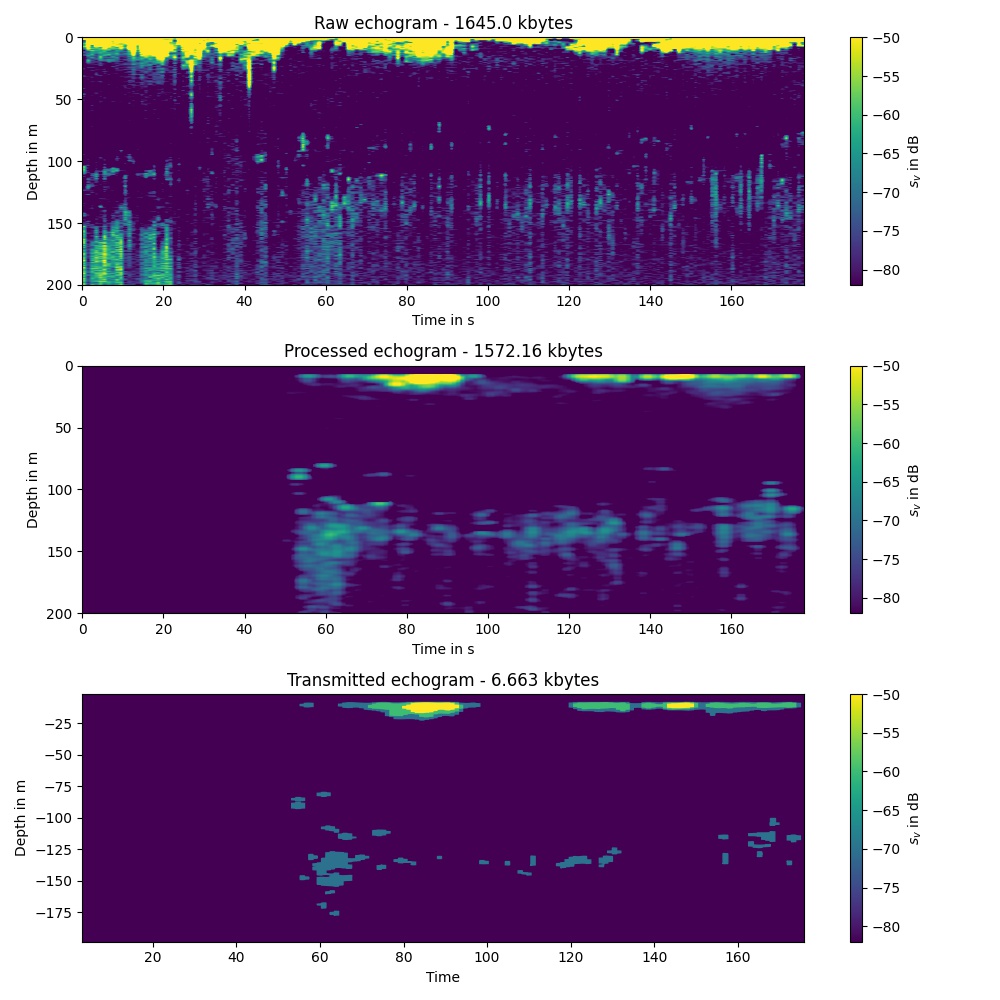 Raw echogram - 1645.0 kbytes
0
50
100
150
200
Depth in m
0 20 40 60 80 100 120 140 160
Time in s
−50
−55
−60
−65
−70
−75
−80
sv in dB
Processed echogram - 1572.16 kbytes
0
50
100
150
200
Depth in m
0 20 40 60 80 100 120 140 160
Time in s
−50
−55
−60
−65
−70
−75
−80
sv in dB
Transmitted echogram - 6.663 kbytes
−25
−50
−75
−100
−125
−150
−175
Depth in m
20 40 60 80 100 120 140 160
Time
−50
−55
−60
−65
−70
−75
−80
sv in dB